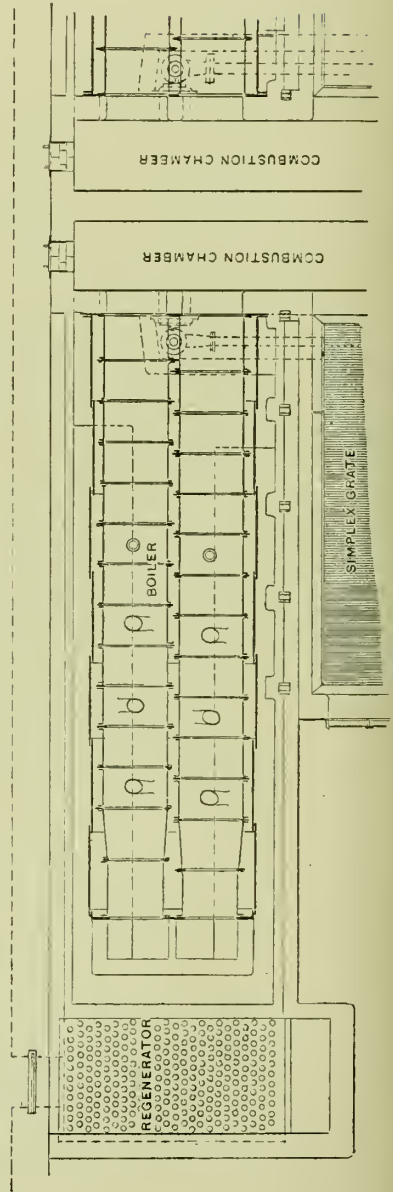 COMBUSTION CHAMBER
COMBUSTION CHAMBER
BOILER
SIMPLEX GRATE
REGENERATOR